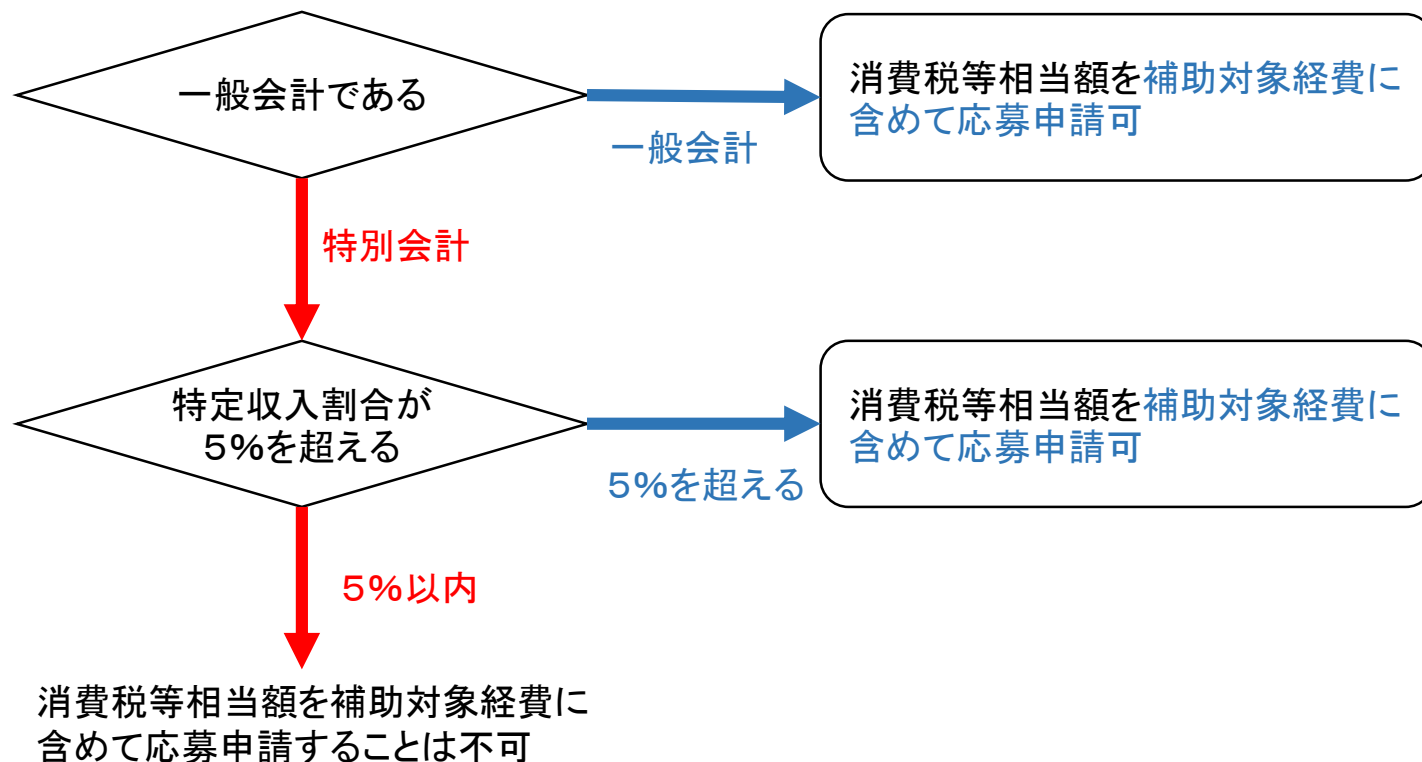 一般会計である
消費税等相当額を補助対象経費に
含めて応募申請可
一般会計
特別会計
特定収入割合が
5%を超える
消費税等相当額を補助対象経費に
含めて応募申請可
5%を超える
5%以内
消費税等相当額を補助対象経費に
含めて応募申請することは不可